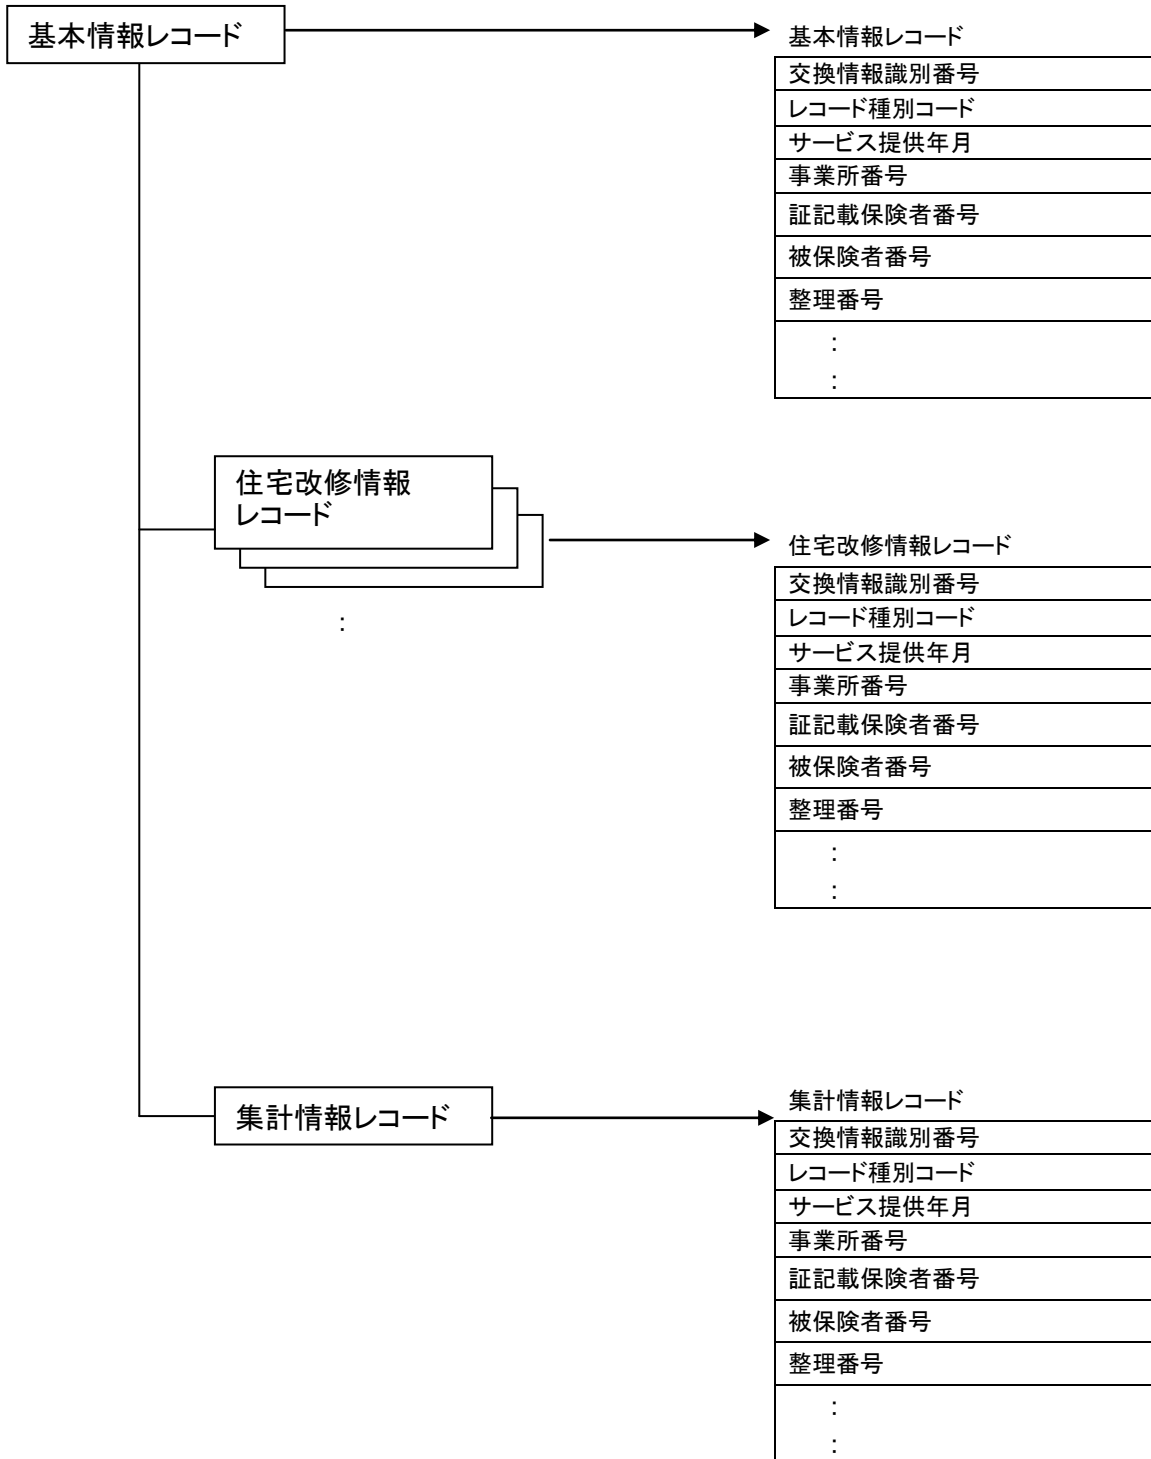 基本情報レコード
基本情報レコード
交換情報識別番号
レコード種別コード
サービス提供年月
事業所番号
証記載保険者番号
被保険者番号
整理番号
:
:
住宅改修情報
レコード
:
住宅改修情報レコード
交換情報識別番号
レコード種別コード
サービス提供年月
事業所番号
証記載保険者番号
被保険者番号
整理番号
:
:
集計情報レコード
集計情報レコード
交換情報識別番号
レコード種別コード
サービス提供年月
事業所番号
証記載保険者番号
被保険者番号
整理番号
:
: